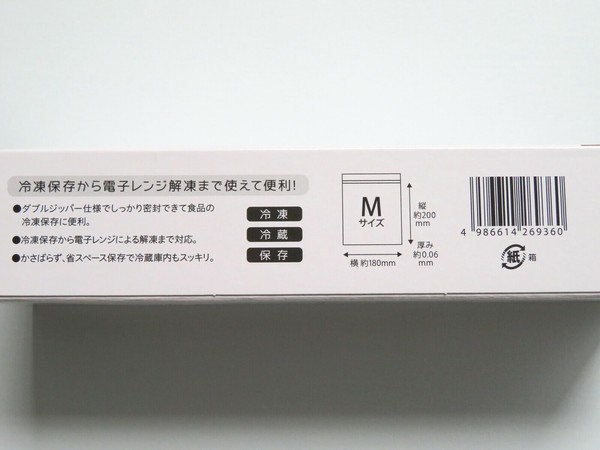 冷凍保存から電子レンジ解凍まで使えて便利!
●ダブルジッパー仕様でしっかり密封できて食品の
冷凍保存に便利。
●冷凍保存から電子レンジによる解凍まで対応。
●かさばらず、省スペース保存で冷蔵庫内もスッキリ。
冷凍
冷蔵
保存
M
サイズ
縦
約200
mm
厚み
約0.06
mm
横 約180mm
4 986614 269360
紙 箱